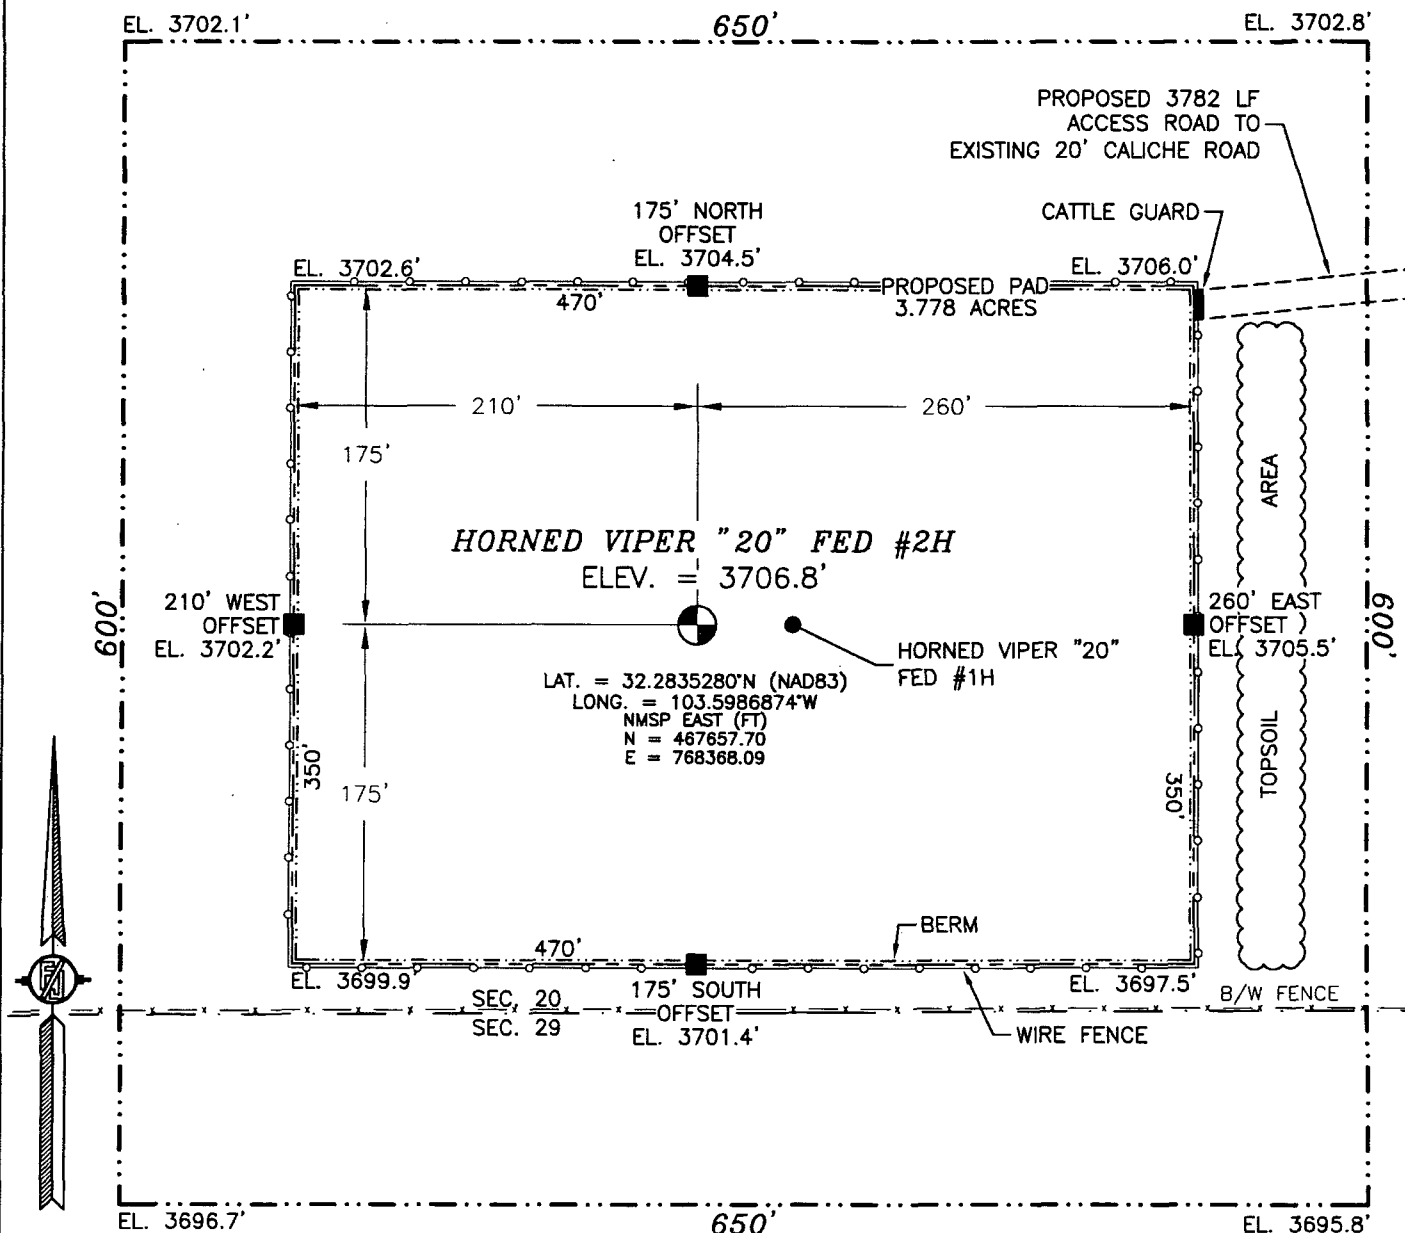 EL. 3702.1'
650'
EL. 3702.8'
PROPOSED 3782 LF
ACCESS ROAD TO
EXISTING 20' CALICHE ROAD
CATTLE GUARD
175' NORTH
OFFSET
EL. 3704.5'
EL. 3702.6'
EL. 3706.0'
470'
PROPOSED PAD
3.778 ACRES
210'
260'
175'
AREA
HORNED VIPER "20" FED #2H
ELEV. = 3706.8'
600'
210' WEST
OFFSET
EL. 3702.2'
260' EAST
OFFSET
EL. 3705.5'
600'
HORNED VIPER "20"
FED #1H
LAT. = 32.2835280°N (NAD83)
LONG. = 103.5986874°W
NMSP EAST (FT)
N = 467657.70
E = 768368.09
350'
175'
350'
TOPSOIL
BERM
470'
EL. 3699.9'
EL. 3697.5'
175' SOUTH
OFFSET
EL. 3701.4'
SEC. 20
SEC. 29
B/W FENCE
WIRE FENCE
EL. 3696.7'
650'
EL. 3695.8'